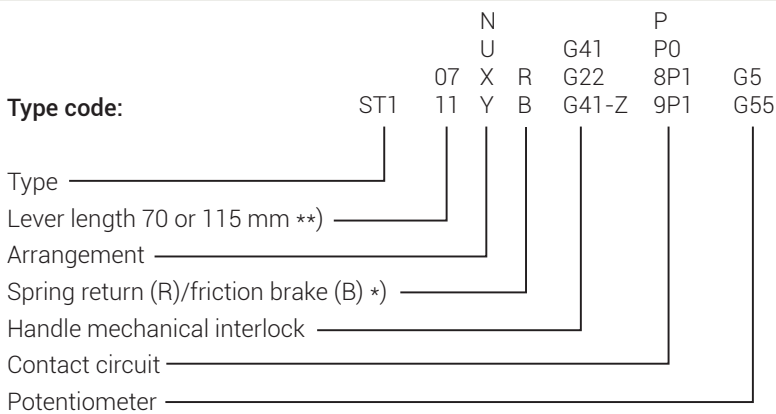 N P
U G41 P0
07 X R G22 8P1 G5
Type code: ST1 11 Y B G41-Z 9P1 G55
Type
Lever length 70 or 115 mm **)
Arrangement
Spring return (R)/friction brake (B) *)
Handle mechanical interlock
Contact circuit
Potentiometer